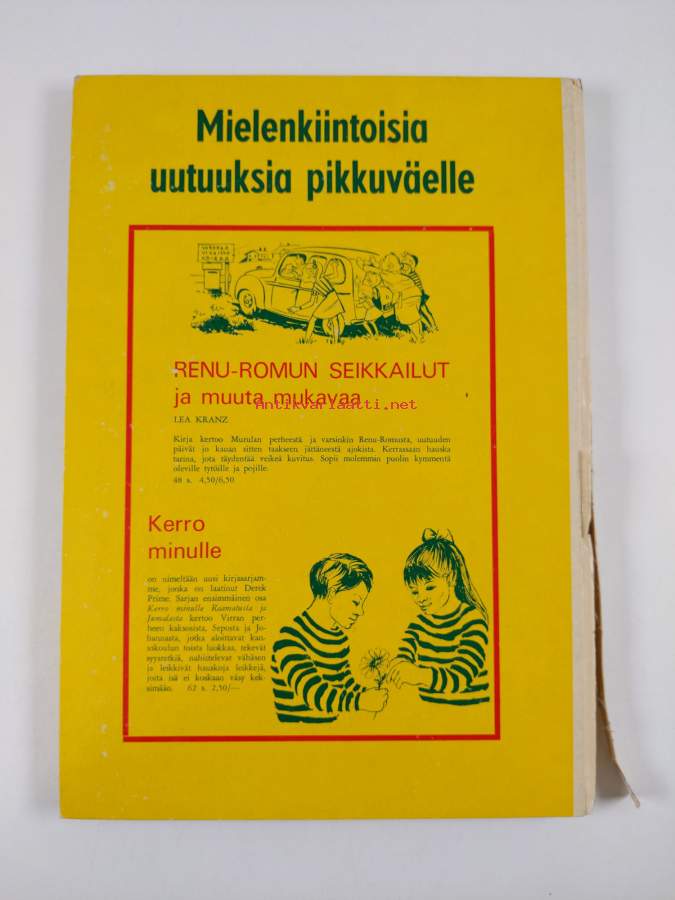 Mielenkiintoisia
uutuuksia pikkuväelle
RENU-ROMUN SEIKKAILUT
ja muuta mukavaa
Antikvariaatti.net
LEA KRANZ
Kirja kertoo Murulan perheestä ja varsinkin Renu-Romusta, uutuuden
päivät jo kauan sitten taakseen jättäneestä ajokista. Kerrassaan hauska
tarina, jota täydentää veikeä kuvitus. Sopii molemmin puolin kymmentä
oleville tytöille ja pojille.
48 s. 4,50/6,50
Kerro
minulle
on nimeltään uusi kirjasarjam-
me, jonka on laatinut Derek
Prime. Sarjan ensimmäinen osa
Kerro minulle Raamatusta ja
Jumalasta kertoo Virran per-
heen kaksosista, Seposta ja Jo-
hannasta, jotka aloittavat kan-
sakoulun toista luokkaa, tekevät
syysretkiä, nahistelevat vähäsen
ja leikkivät hauskoja leikkejä,
joita isä ei koskaan väsy kek-
simään. 62 s. 2,50/—